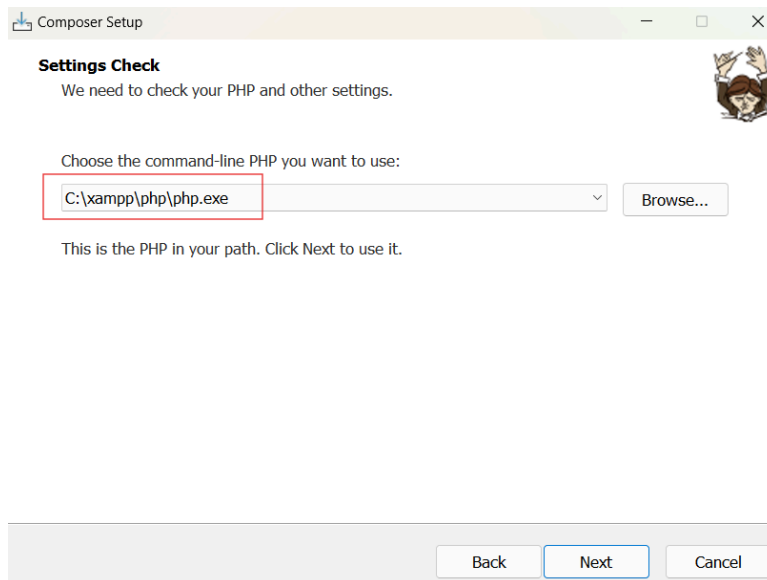 Composer Setup
Settings Check
We need to check your PHP and other settings.
Choose the command-line PHP you want to use:
C:\xampp\php\php.exe
Browse...
This is the PHP in your path. Click Next to use it.
Back
Next
Cancel